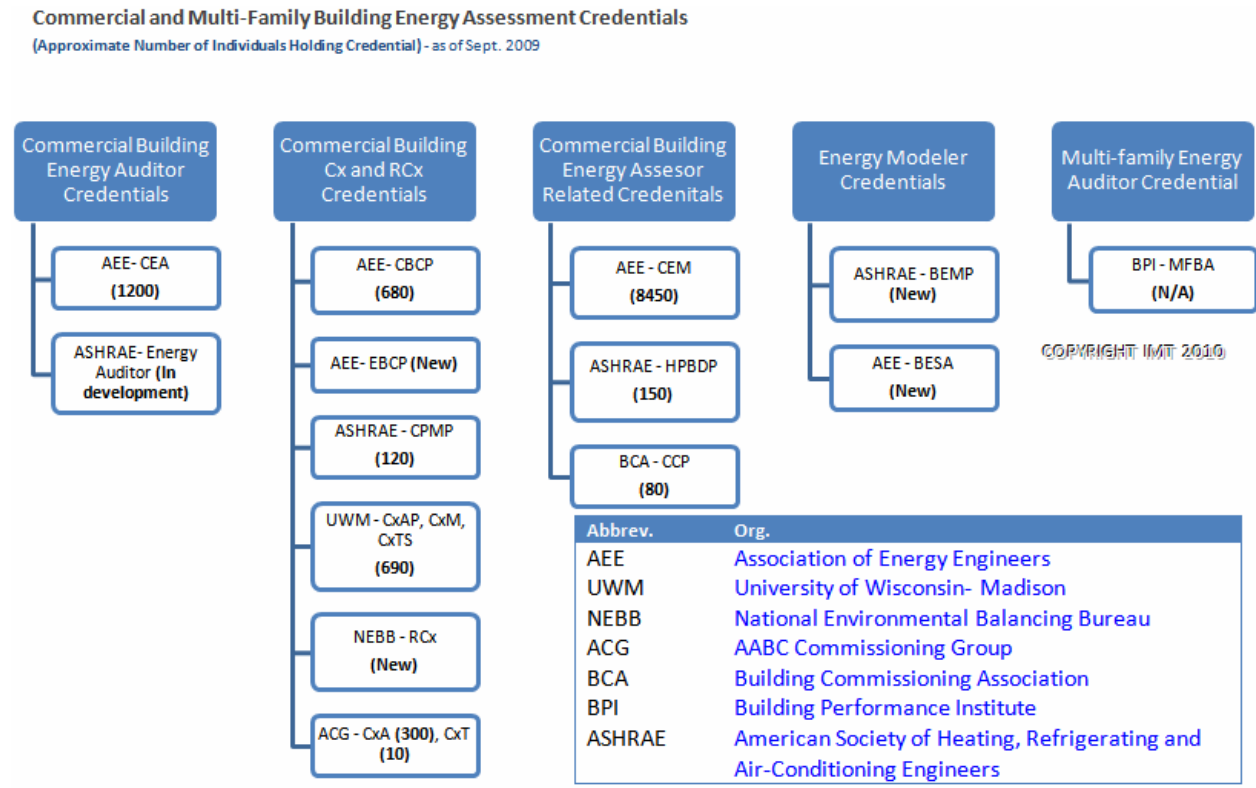 Commercial and Multi-Family Building Energy Assessment Credentials
(Approximate Number of Individuals Holding Credential) - as of Sept. 2009
Commercial Building
Energy Auditor
Credentials
AEE- CEA
(1200)
ASHRAE- Energy
Auditor (In
development)
Commercial Building
Cx and RCx
Credentials
AEE- CBCP
(680)
AEE- EBCP (New)
ASHRAE - CPMP
(120)
UWM - CxAP, CxM,
CxTS
(690)
NEBB - RCx
(New)
ACG - CxA (300), CxT
(10)
Commercial Building
Energy Assesor
Related Credenitals
AEE - CEM
(8450)
ASHRAE - HPBDP
(150)
BCA - CCP
(80)
Energy Modeler
Credentials
ASHRAE - BEMP
(New)
AEE - BESA
(New)
Multi-family Energy
Auditor Credential
BPI - MFBA
(N/A)
COPYRIGHT IMT 2010
Abbrev. Org.
AEE Association of Energy Engineers
UWM University of Wisconsin- Madison
NEBB National Environmental Balancing Bureau
ACG AABC Commissioning Group
BCA Building Commissioning Association
BPI Building Performance Institute
ASHRAE American Society of Heating, Refrigerating and
Air-Conditioning Engineers